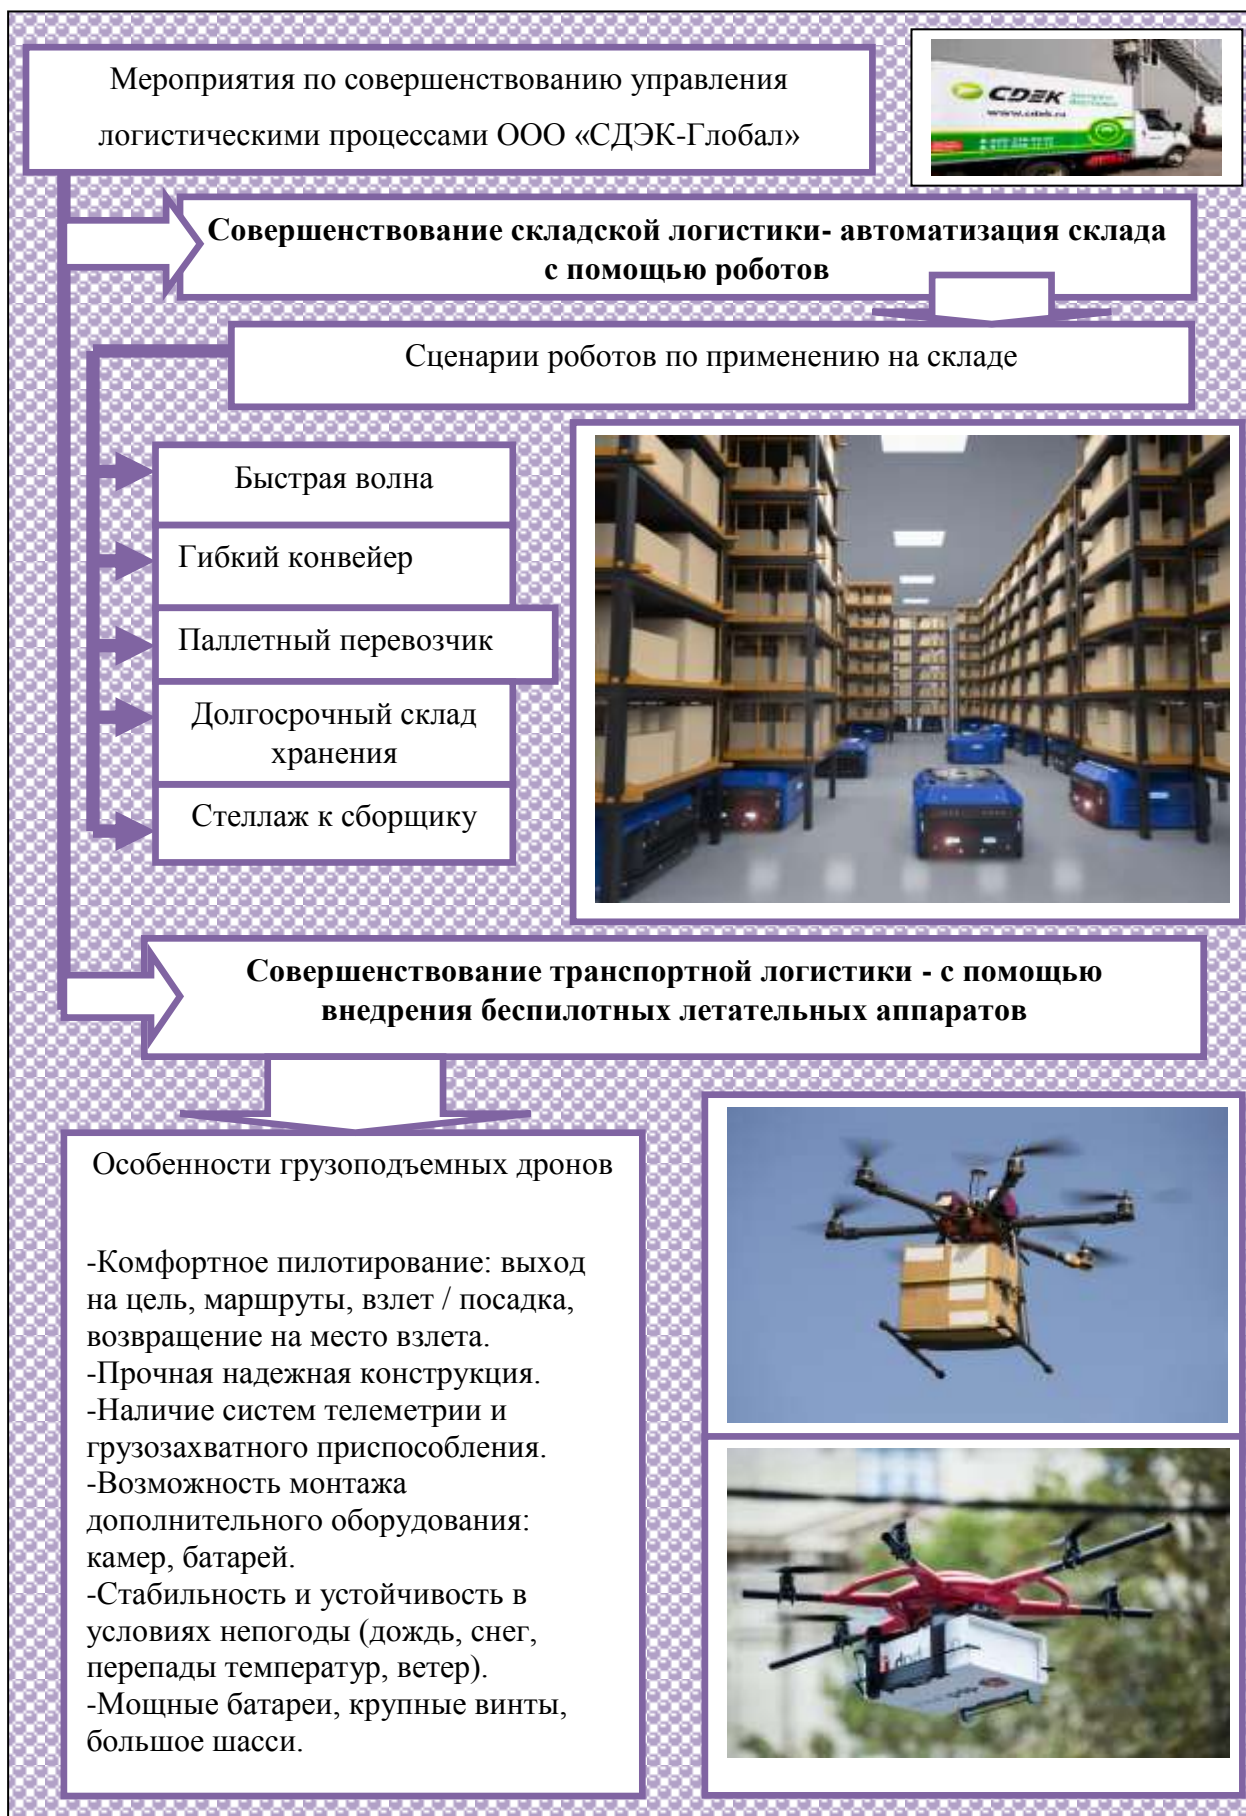 Мероприятия по совершенствованию управления
логистическими процессами ООО «СДЭК-Глобал»
CDEK
www.cdek.ru
Совершенствование складской логистики- автоматизация склада
с помощью роботов
Сценарии роботов по применению на складе
Быстрая волна
Гибкий конвейер
Паллетный перевозчик
Долгосрочный склад
хранения
Стеллаж к сборщику
Совершенствование транспортной логистики - с помощью
внедрения беспилотных летательных аппаратов
Особенности грузоподъемных дронов
-Комфортное пилотирование: выход
на цель, маршруты, взлет / посадка,
возвращение на место взлета.
-Прочная надежная конструкция.
-Наличие систем телеметрии и
грузозахватного приспособления.
-Возможность монтажа
дополнительного оборудования:
камер, батарей.
-Стабильность и устойчивость в
условиях непогоды (дождь, снег,
перепады температур, ветер).
-Мощные батареи, крупные винты,
большое шасси.